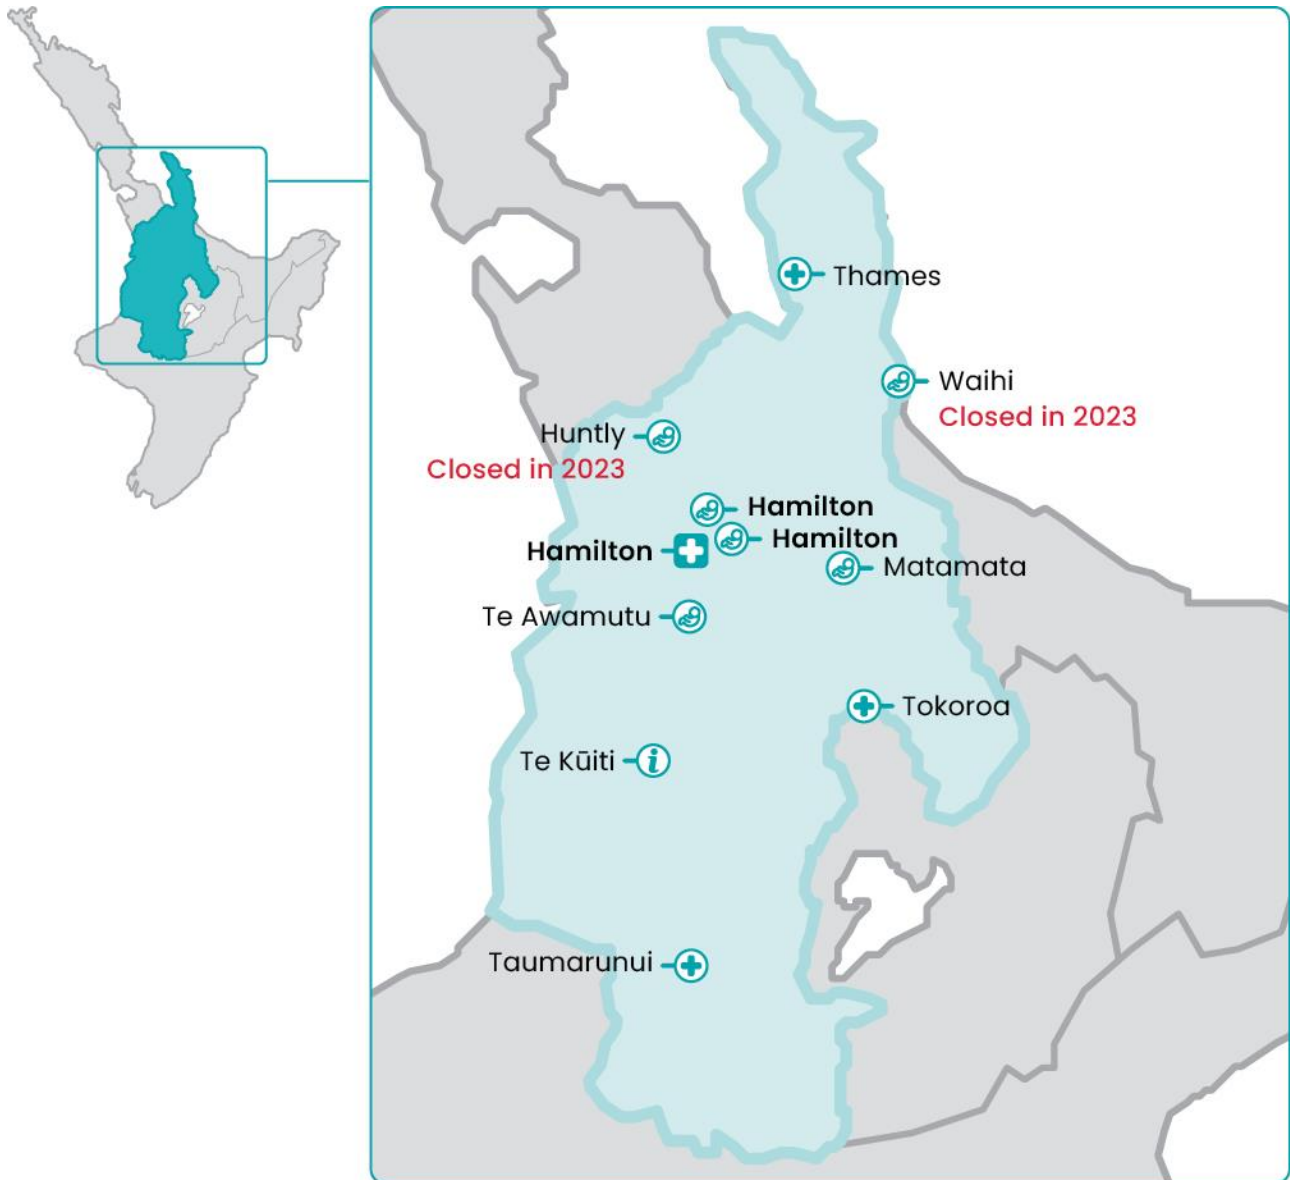 Thames
Waihi
Closed in 2023
Huntly
Closed in 2023
Hamilton
Hamilton
Hamilton
Matamata
Te Awamutu
Tokoroa
Te Kūiti
Taumarunui